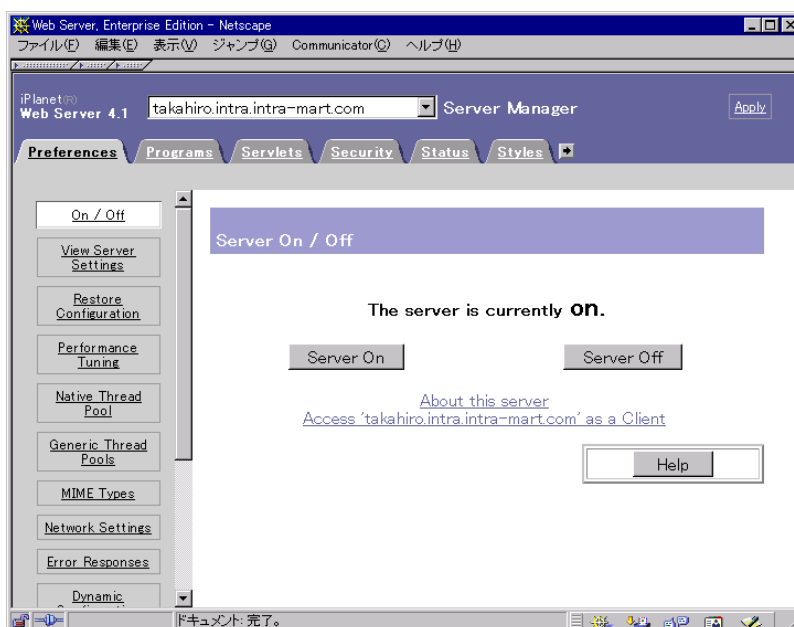 Web Server, Enterprise Edition - Netscape
ファイル(F) 編集(E) 表示(V) ジャンプ(G) Communicator(C) ヘルプ(H)
iPlanet(R)
Web Server 4.1
takahiro.intra.intra-mart.com
Server Manager
Apply
Preferences Programs Servlets Security Status Styles
On / Off
View Server
Settings
Restore
Configuration
Performance
Tuning
Native Thread
Pool
Generic Thread
Pools
MIME Types
Network Settings
Error Responses
Dynamic
Server On / Off
The server is currently on.
Server On
Server Off
About this server
Access 'takahiro.intra.intra-mart.com' as a Client
Help
ドキュメント: 完了。